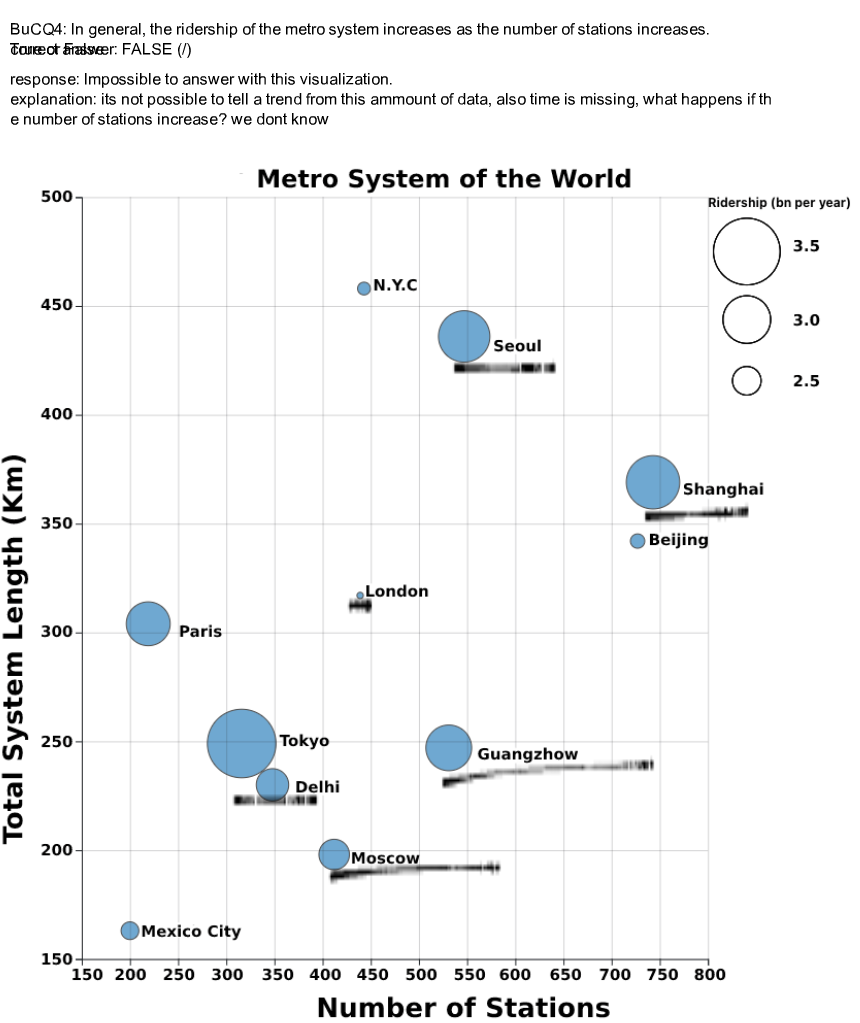 BuCQ4: In general, the ridership of the metro system increases as the number of stations increases.
True or False
correct answer: FALSE (/)
response: Impossible to answer with this visualization.
explanation: its not possible to tell a trend from this ammount of data, also time is missing, what happens if th
e number of stations increase? we dont know
Metro System of the World
Ridership (bn per year)
3.5
3.0
2.5
500
450
400
350
300
250
200
150
Total System Length (Km)
N.Y.C
Seoul
Shanghai
Beijing
London
Paris
Tokyo
Guangzhow
Delhi
Moscow
Mexico City
150 200 250 300 350 400 450 500 550 600 650 700 750 800
Number of Stations